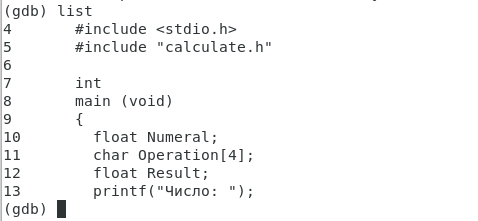 (gdb) list
4       #include <stdio.h>
5       #include "calculate.h"
6
7       int
8       main (void)
9       {
10        float Numeral;
11        char Operation[4];
12        float Result;
13        printf("Число: ");
(gdb)